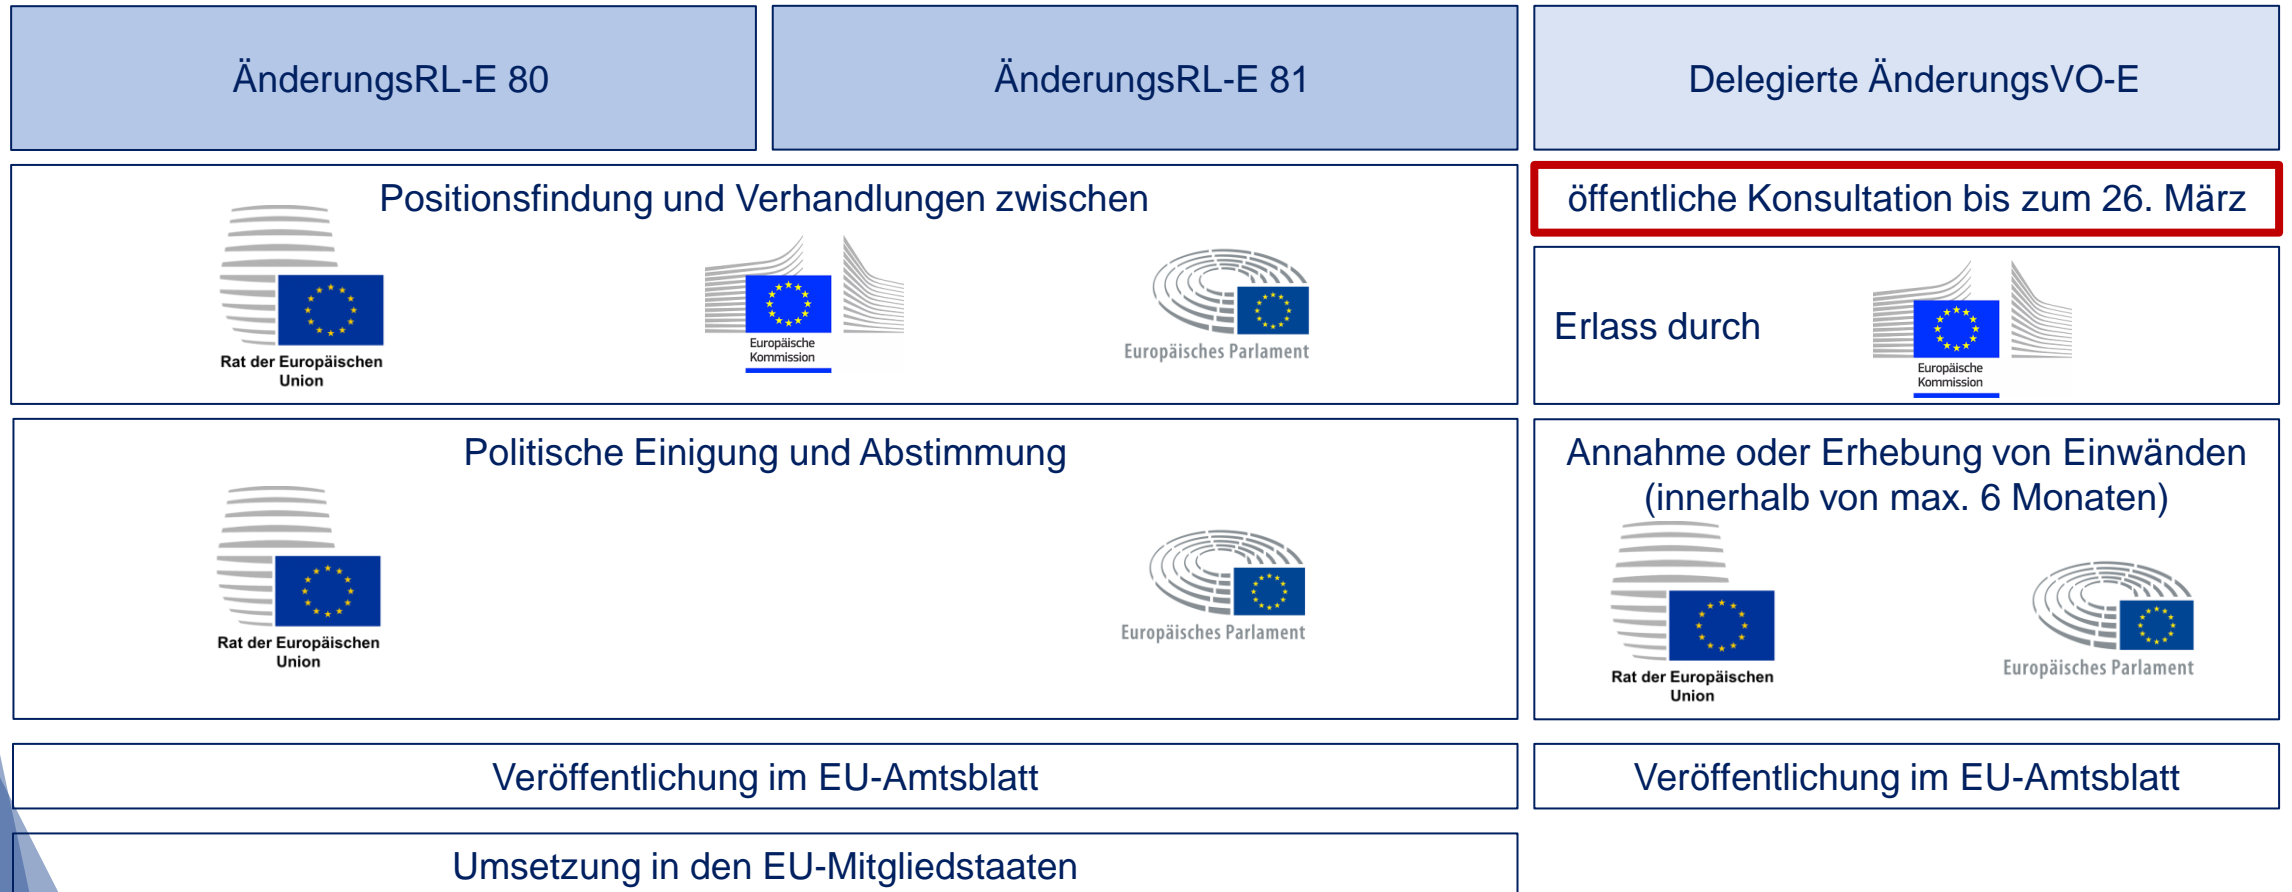 ÄnderungsRL-E 80
ÄnderungsRL-E 81
Delegierte ÄnderungsVO-E
Positionsfindung und Verhandlungen zwischen
Rat der Europäischen
Union
Europäische
Kommission
Europäisches Parlament
öffentliche Konsultation bis zum 26. März
Erlass durch
Europäische
Kommission
Politische Einigung und Abstimmung
Rat der Europäischen
Union
Europäisches Parlament
Annahme oder Erhebung von Einwänden
(innerhalb von max. 6 Monaten)
Rat der Europäischen
Union
Europäisches Parlament
Veröffentlichung im EU-Amtsblatt
Veröffentlichung im EU-Amtsblatt
Umsetzung in den EU-Mitgliedstaaten